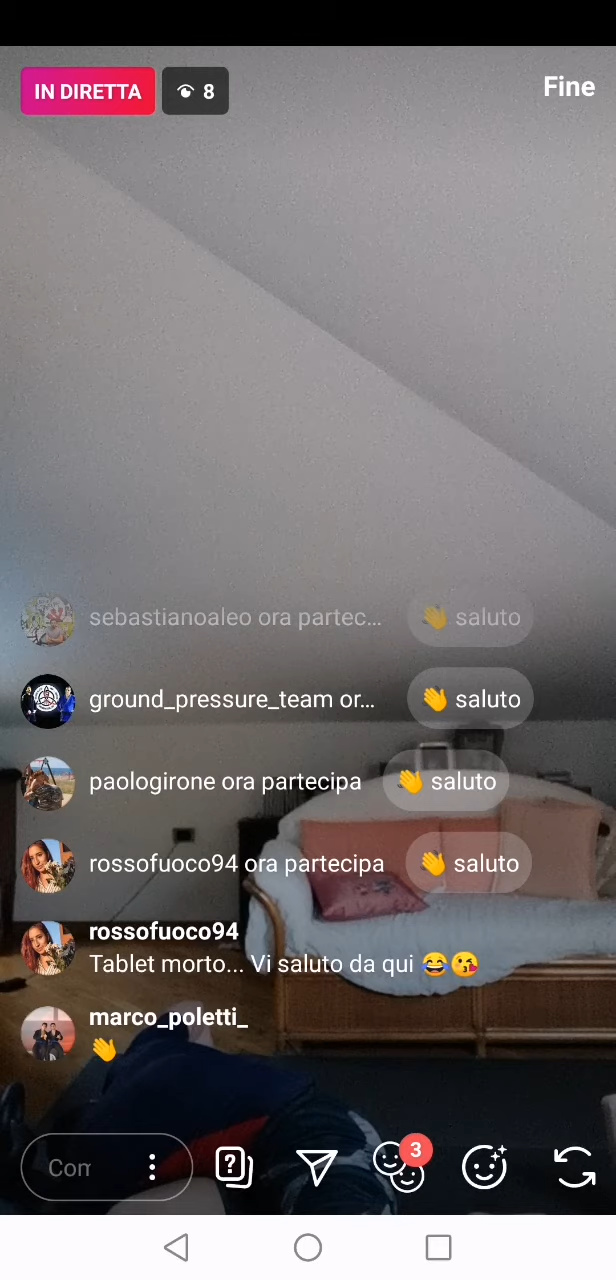 IN DIRETTA 8 Fine
sebastianoaleo ora partec... 👋 saluto
ground_pressure_team or... 👋 saluto
paologirone ora partecipa 👋 saluto
rossofuoco94 ora partecipa 👋 saluto
rossofuoco94
Tablet morto... Vi saluto da qui 😂😘
marco_poletti_
👋
Com
3